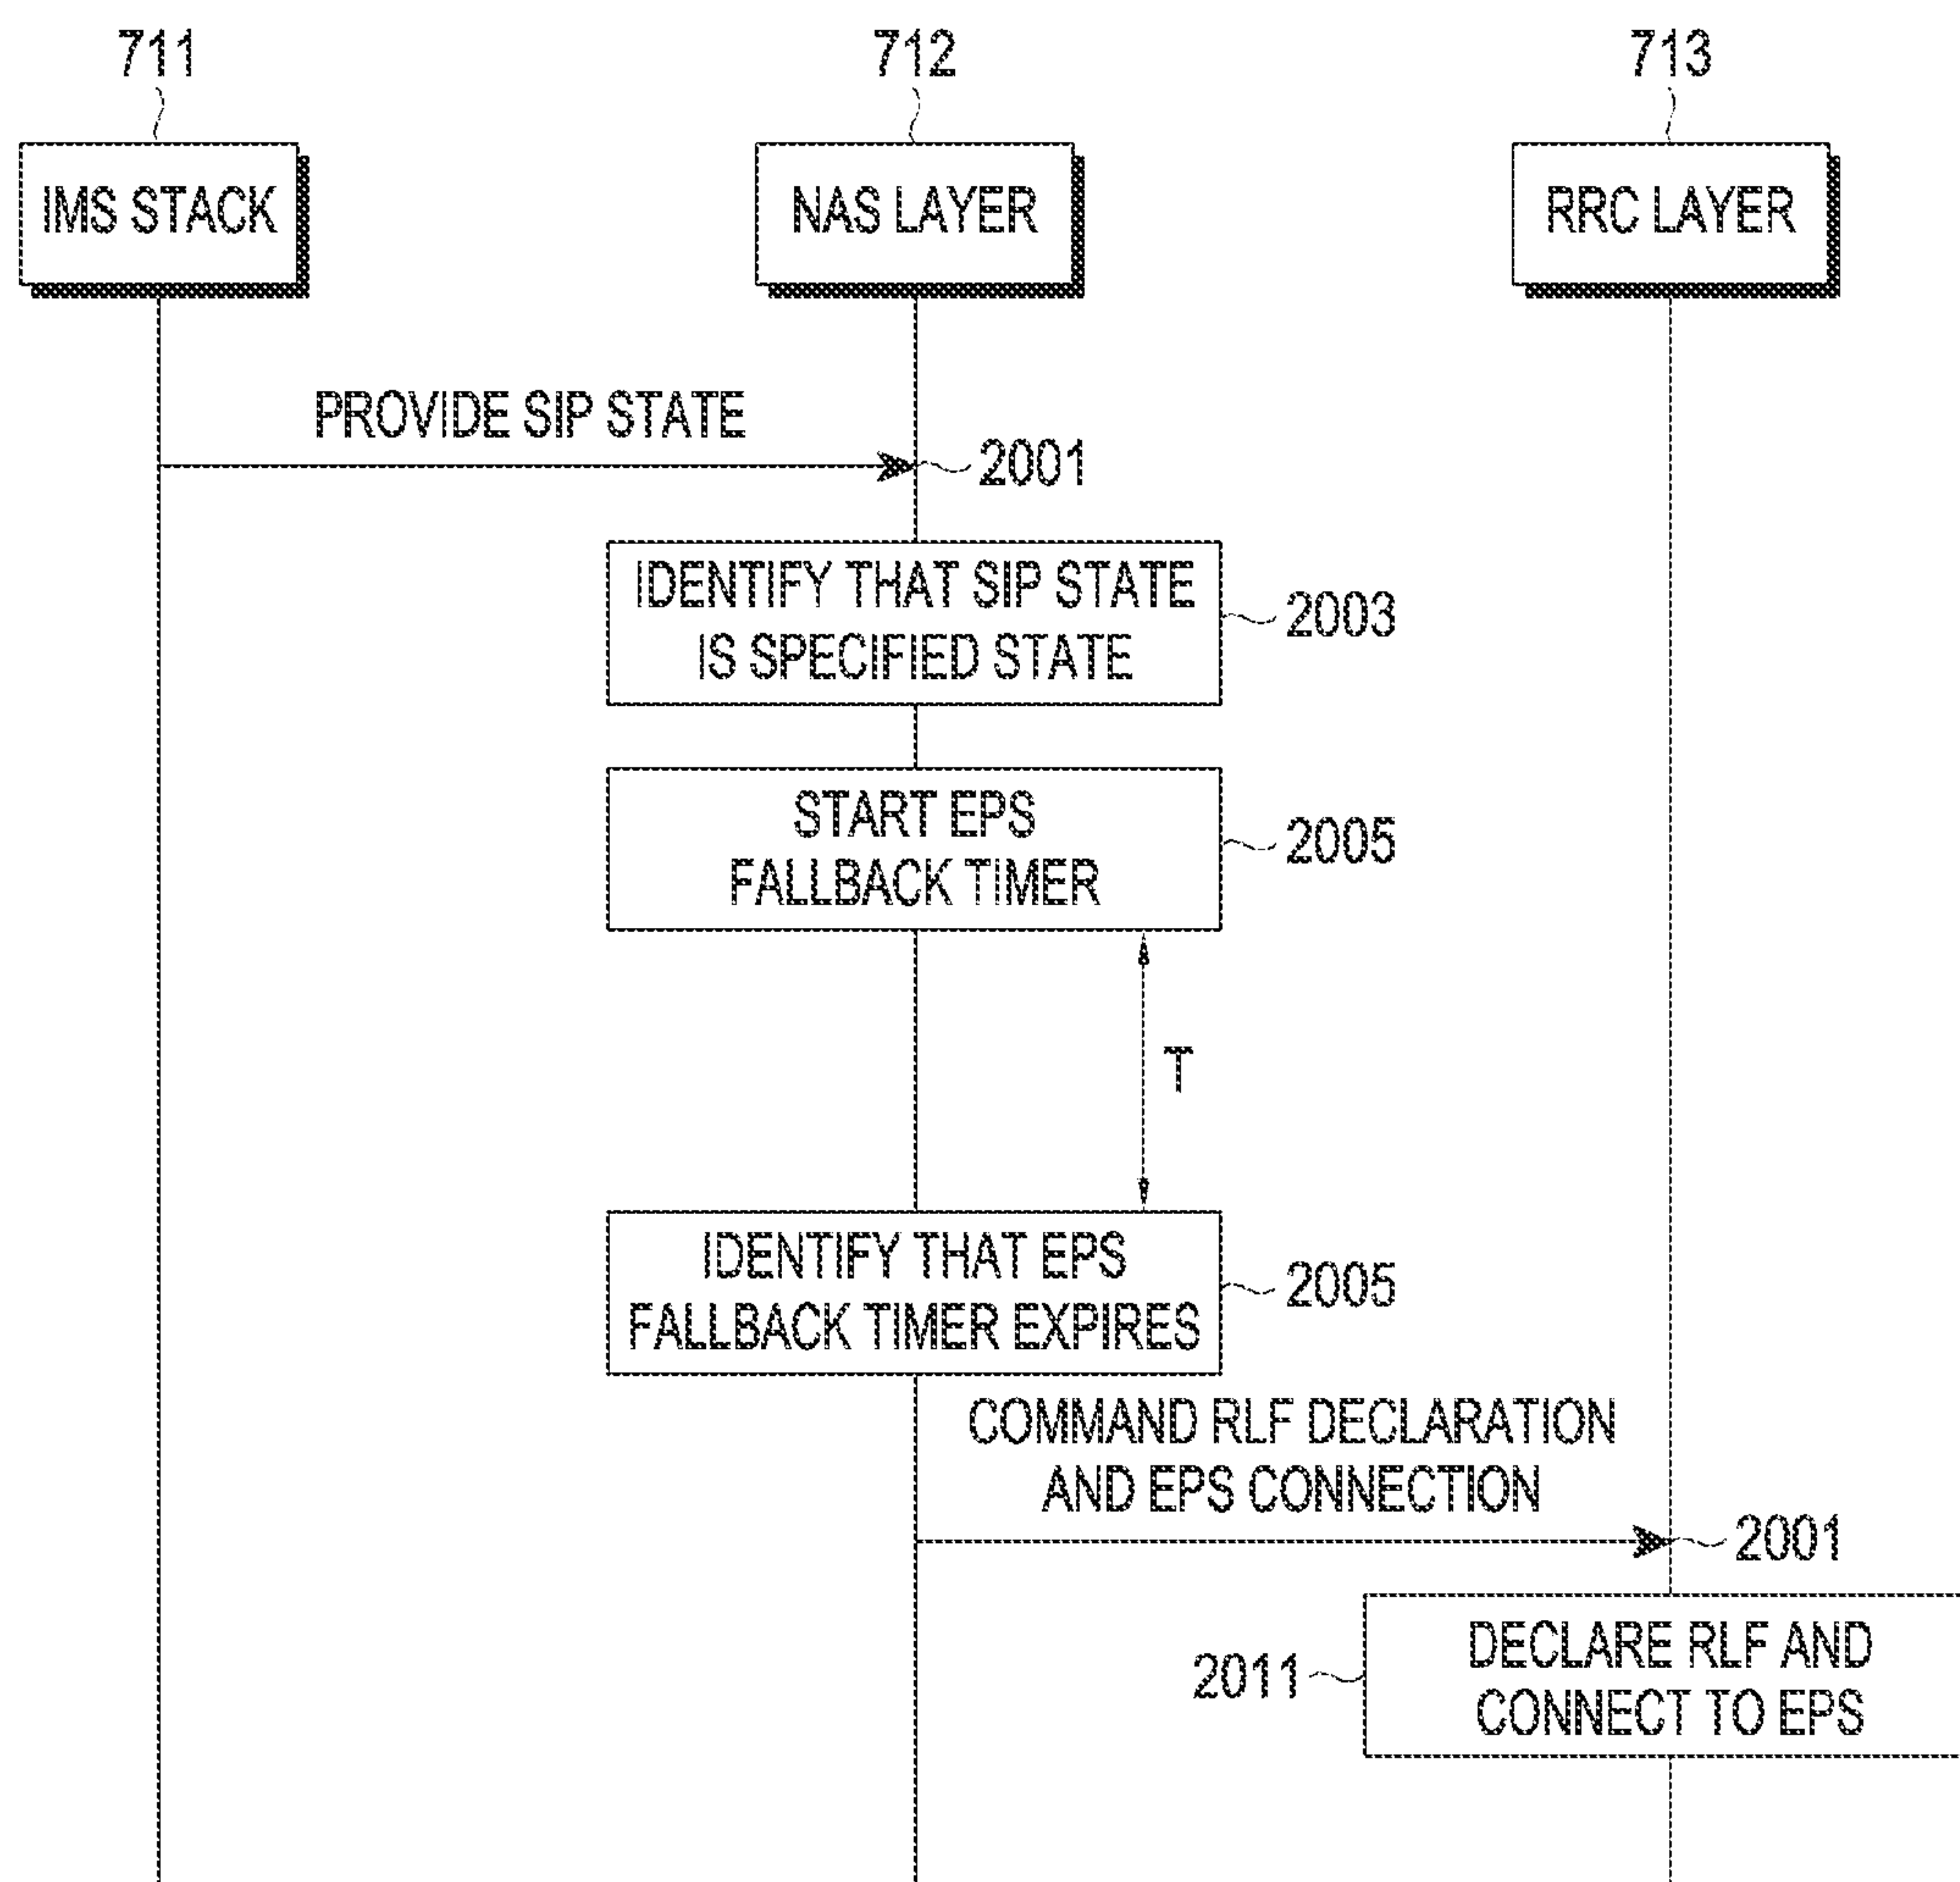 711
712
713
IMS STACK
NAS LAYER
RRC LAYER
PROVIDE SIP STATE
2001
IDENTIFY THAT SIP STATE
IS SPECIFIED STATE
2003
START EPS
FALLBACK TIMER
2005
T
IDENTIFY THAT EPS
FALLBACK TIMER EXPIRES
2005
COMMAND RLF DECLARATION
AND EPS CONNECTION
2001
DECLARE RLF AND
CONNECT TO EPS
2011